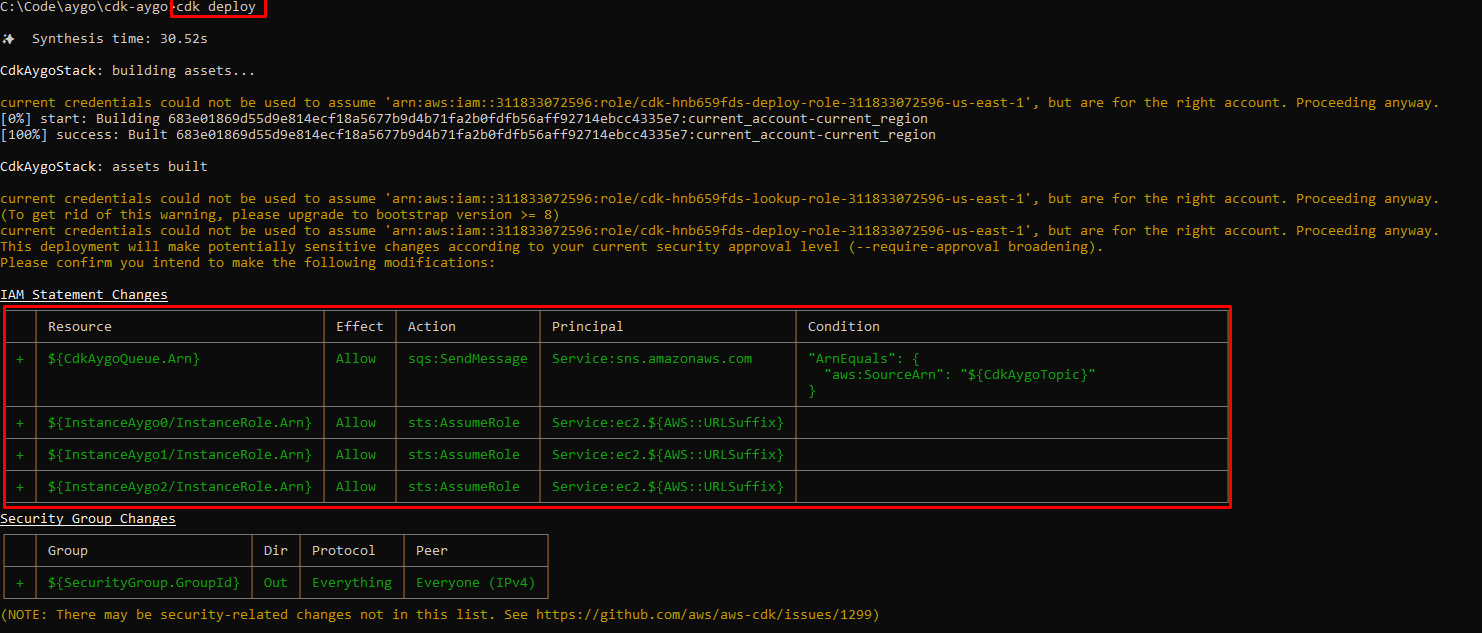 C:\Code\aygo\cdk-aygo>cdk deploy
✨  Synthesis time: 30.52s
CdkAygoStack: building assets...
current credentials could not be used to assume 'arn:aws:iam::311833072596:role/cdk-hnb659fds-deploy-role-311833072596-us-east-1', but are for the right account. Proceeding anyway.
[0%] start: Building 683e01869d55d9e814ecf18a5677b9d4b71fa2b0fdfb56aff92714ebcc4335e7:current_account-current_region
[100%] success: Built 683e01869d55d9e814ecf18a5677b9d4b71fa2b0fdfb56aff92714ebcc4335e7:current_account-current_region
CdkAygoStack: assets built
current credentials could not be used to assume 'arn:aws:iam::311833072596:role/cdk-hnb659fds-lookup-role-311833072596-us-east-1', but are for the right account. Proceeding anyway.
(To get rid of this warning, please upgrade to bootstrap version >= 8)
current credentials could not be used to assume 'arn:aws:iam::311833072596:role/cdk-hnb659fds-deploy-role-311833072596-us-east-1', but are for the right account. Proceeding anyway.
This deployment will make potentially sensitive changes according to your current security approval level (--require-approval broadening).
Please confirm you intend to make the following modifications:
IAM Statement Changes
Resource Effect Action Principal Condition
+ ${CdkAygoQueue.Arn} Allow sqs:SendMessage Service:sns.amazonaws.com "ArnEquals": {
"aws:SourceArn": "${CdkAygoTopic}"
}
+ ${InstanceAygo0/InstanceRole.Arn} Allow sts:AssumeRole Service:ec2.${AWS::URLSuffix}
+ ${InstanceAygo1/InstanceRole.Arn} Allow sts:AssumeRole Service:ec2.${AWS::URLSuffix}
+ ${InstanceAygo2/InstanceRole.Arn} Allow sts:AssumeRole Service:ec2.${AWS::URLSuffix}
Security Group Changes
Group Dir Protocol Peer
+ ${SecurityGroup.GroupId} Out Everything Everyone (IPv4)
(NOTE: There may be security-related changes not in this list. See https://github.com/aws/aws-cdk/issues/1299)